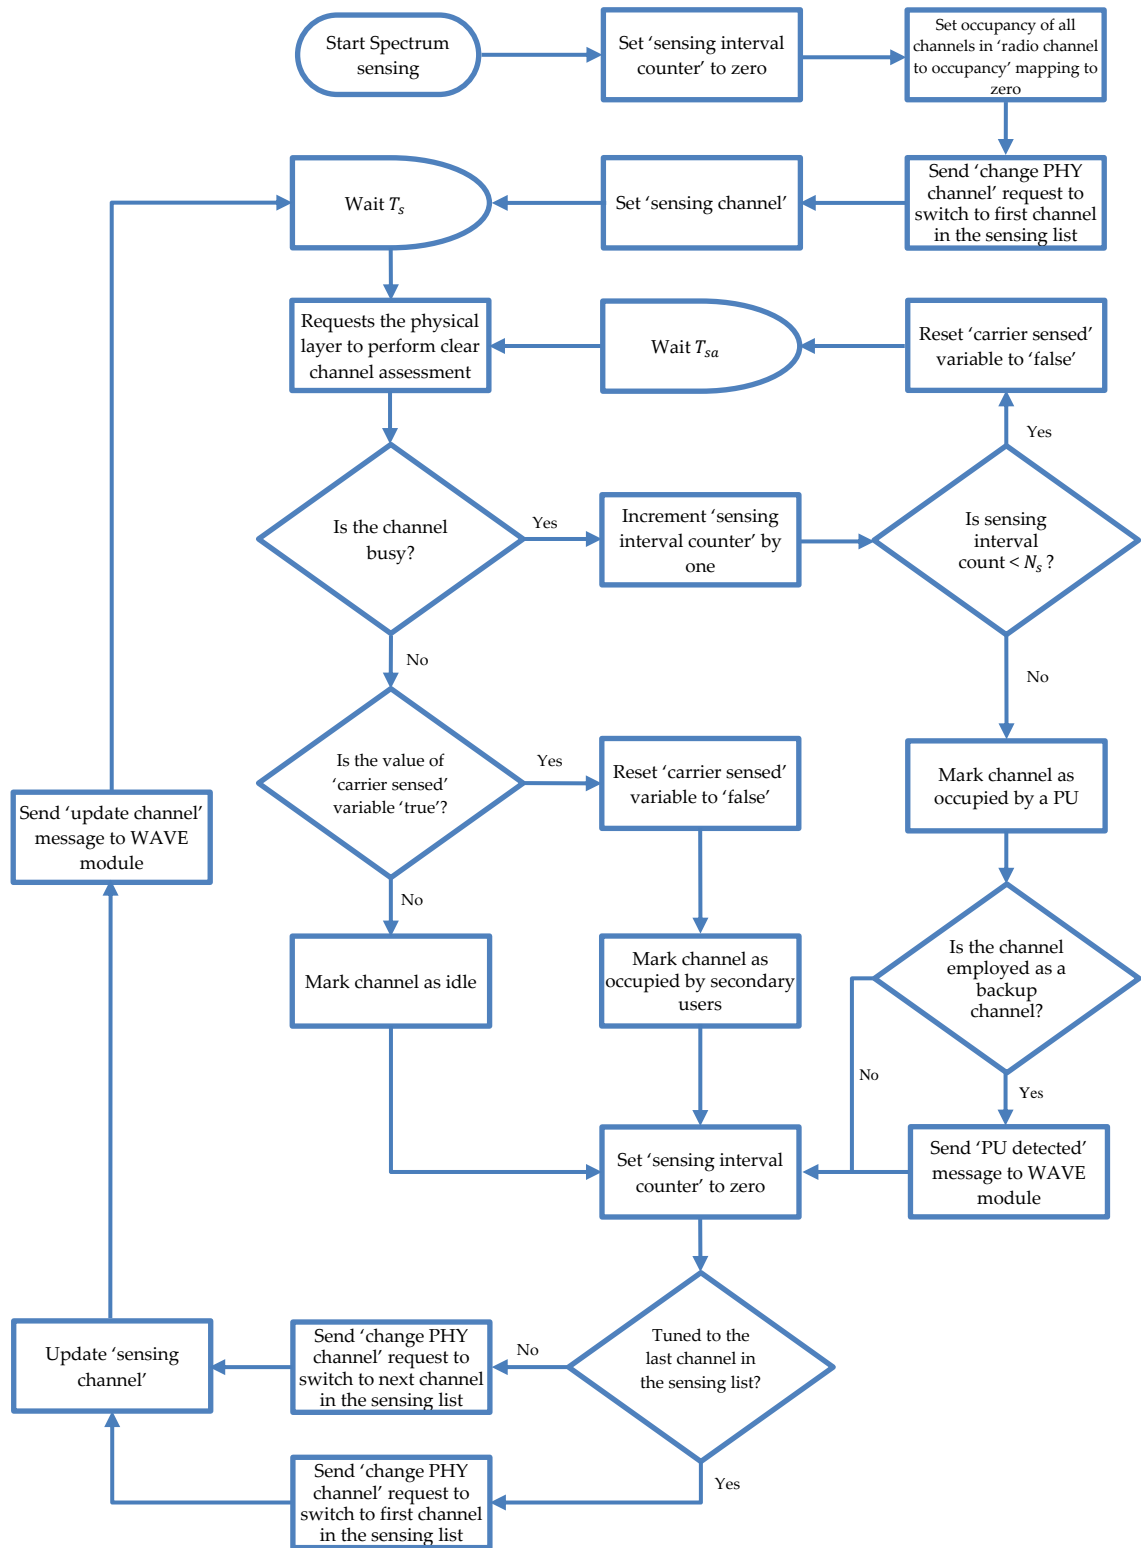 Start Spectrum
sensing
Set ‘sensing interval
counter’ to zero
Set occupancy of all
channels in ‘radio channel
to occupancy’ mapping to
zero
Wait Tₛ
Set ‘sensing channel’
Send ‘change PHY
channel’ request to
switch to first channel
in the sensing list
Requests the physical
layer to perform clear
channel assessment
Wait Tₛₐ
Reset ‘carrier sensed’
variable to ‘false’
Yes
Is the channel
busy?
Yes
Increment ‘sensing
interval counter’ by
one
Is sensing
interval
count < Nₛ ?
No
No
Is the value of
‘carrier sensed’
variable ‘true’?
Yes
Reset ‘carrier sensed’
variable to ‘false’
Mark channel as
occupied by a PU
Send ‘update channel’
message to WAVE
module
No
Mark channel as idle
Mark channel as
occupied by secondary
users
Is the channel
employed as a
backup
channel?
No
Yes
Set ‘sensing interval
counter’ to zero
Send ‘PU detected’
message to WAVE
module
Update ‘sensing
channel’
Send ‘change PHY
channel’ request to
switch to next channel
in the sensing list
No
Tuned to the
last channel in
the sensing list?
Yes
Send ‘change PHY
channel’ request to
switch to first channel
in the sensing list